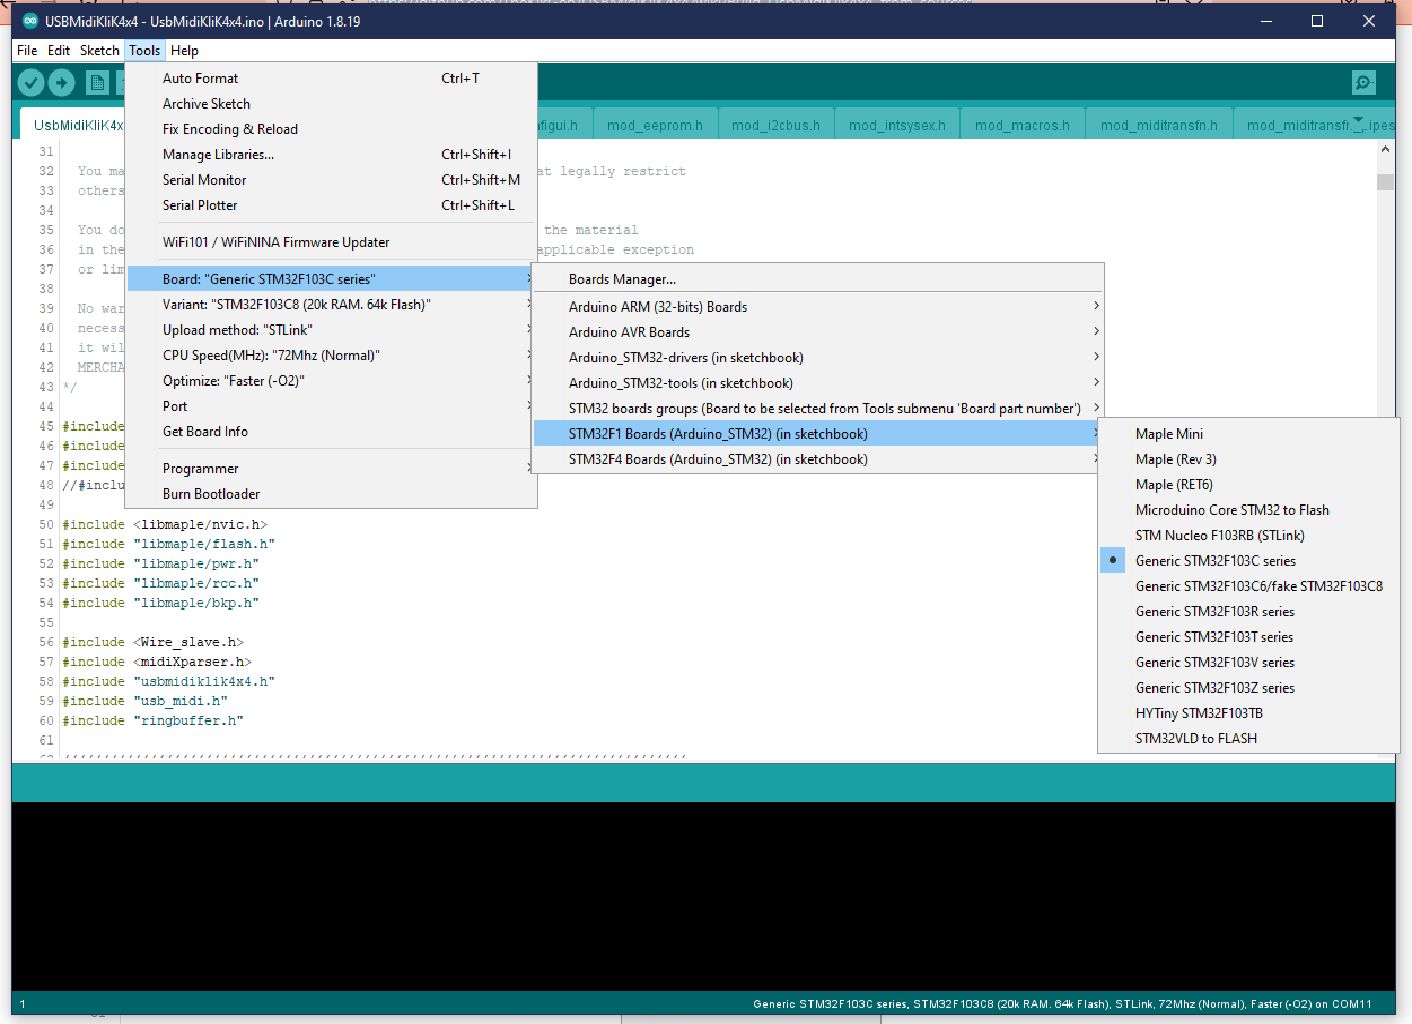 USBMidiKliK4x4 - UsbMidiKliK4x4.ino | Arduino 1.8.19
File Edit Sketch Tools Help
UsbMidiKliK4x
figui.h mod_eeprom.h mod_i2cbus.h mod_intsysex.h mod_macros.h mod_miditransfn.h mod_miditransf
Auto Format Ctrl+T
Archive Sketch
Fix Encoding & Reload
Manage Libraries... Ctrl+Shift+I
Serial Monitor Ctrl+Shift+M
Serial Plotter Ctrl+Shift+L
WiFi101 / WiFiNINA Firmware Updater
Board: "Generic STM32F103C series"
Variant: "STM32F103C8 (20k RAM. 64k Flash)"
Upload method: "STLink"
CPU Speed(MHz): "72Mhz (Normal)"
Optimize: "Faster (-O2)"
Port
Get Board Info
Programmer
Burn Bootloader
Boards Manager...
Arduino ARM (32-bits) Boards
Arduino AVR Boards
Arduino_STM32-drivers (in sketchbook)
Arduino_STM32-tools (in sketchbook)
STM32 boards groups (Board to be selected from Tools submenu 'Board part number')
STM32F1 Boards (Arduino_STM32) (in sketchbook)
STM32F4 Boards (Arduino_STM32) (in sketchbook)
Maple Mini
Maple (Rev 3)
Maple (RET6)
Microduino Core STM32 to Flash
STM Nucleo F103RB (STLink)
Generic STM32F103C series
Generic STM32F103C6/fake STM32F103C8
Generic STM32F103R series
Generic STM32F103T series
Generic STM32F103V series
Generic STM32F103Z series
HYTiny STM32F103TB
STM32VLD to FLASH
31
32 You ma at legally restrict
33 others
34
35 You do the material
36 in the applicable exception
37 or lim
38
39 No war
40 necess
41 it wil
42 MERCHA
43 */
44
45 #include
46 #include
47 #include
48 //#inclu
49
50 #include <libmaple/nvic.h>
51 #include "libmaple/flash.h"
52 #include "libmaple/pwr.h"
53 #include "libmaple/rcc.h"
54 #include "libmaple/bkp.h"
55
56 #include <Wire_slave.h>
57 #include <midiXparser.h>
58 #include "usbmidiklik4x4.h"
59 #include "usb_midi.h"
60 #include "ringbuffer.h"
61
1 Generic STM32F103C series, STM32F103C8 (20k RAM. 64k Flash), STLink, 72Mhz (Normal), Faster (-O2) on COM11